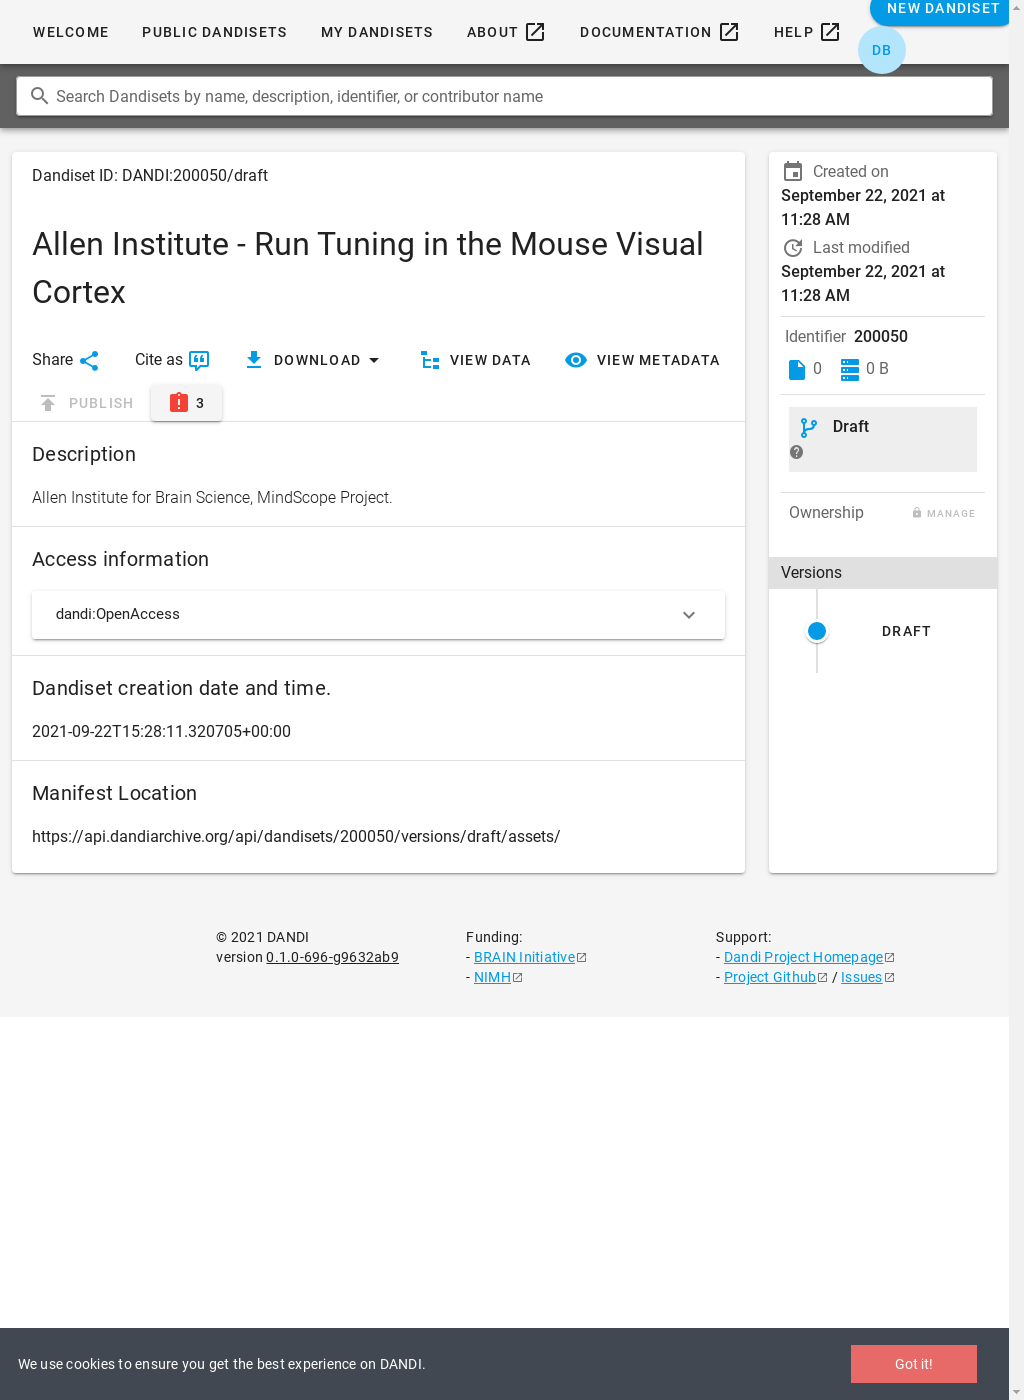 WELCOME PUBLIC DANDISETS MY DANDISETS ABOUT DOCUMENTATION HELP NEW DANDISET
DB
Search Dandisets by name, description, identifier, or contributor name
Dandiset ID: DANDI:200050/draft
Allen Institute - Run Tuning in the Mouse Visual
Cortex
Share Cite as DOWNLOAD VIEW DATA VIEW METADATA
PUBLISH 3
Description
Allen Institute for Brain Science, MindScope Project.
Access information
dandi:OpenAccess
Dandiset creation date and time.
2021-09-22T15:28:11.320705+00:00
Manifest Location
https://api.dandiarchive.org/api/dandisets/200050/versions/draft/assets/
Created on
September 22, 2021 at
11:28 AM
Last modified
September 22, 2021 at
11:28 AM
Identifier 200050
0 0 B
Draft
Ownership MANAGE
Versions
DRAFT
© 2021 DANDI
version 0.1.0-696-g9632ab9
Funding:
- BRAIN Initiative
- NIMH
Support:
- Dandi Project Homepage
- Project Github / Issues
We use cookies to ensure you get the best experience on DANDI. Got it!